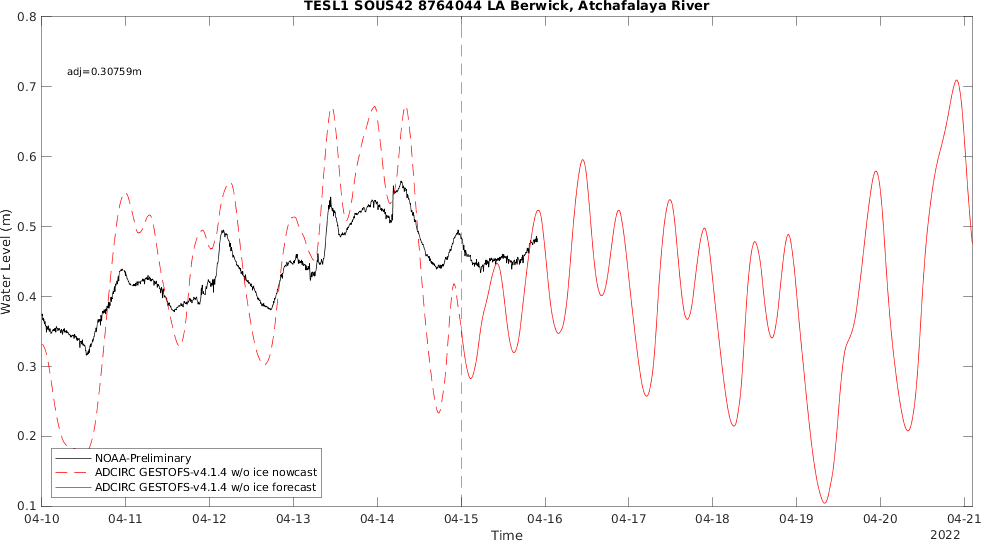 TESL1 SOUS42 8764044 LA Berwick, Atchafalaya River
adj=0.30759m
Water Level (m)
0.8
0.7
0.6
0.5
0.4
0.3
0.2
0.1
NOAA-Preliminary
ADCIRC GESTOFS-v4.1.4 w/o ice nowcast
ADCIRC GESTOFS-v4.1.4 w/o ice forecast
04-10 04-11 04-12 04-13 04-14 04-15 04-16 04-17 04-18 04-19 04-20 04-21
Time
2022